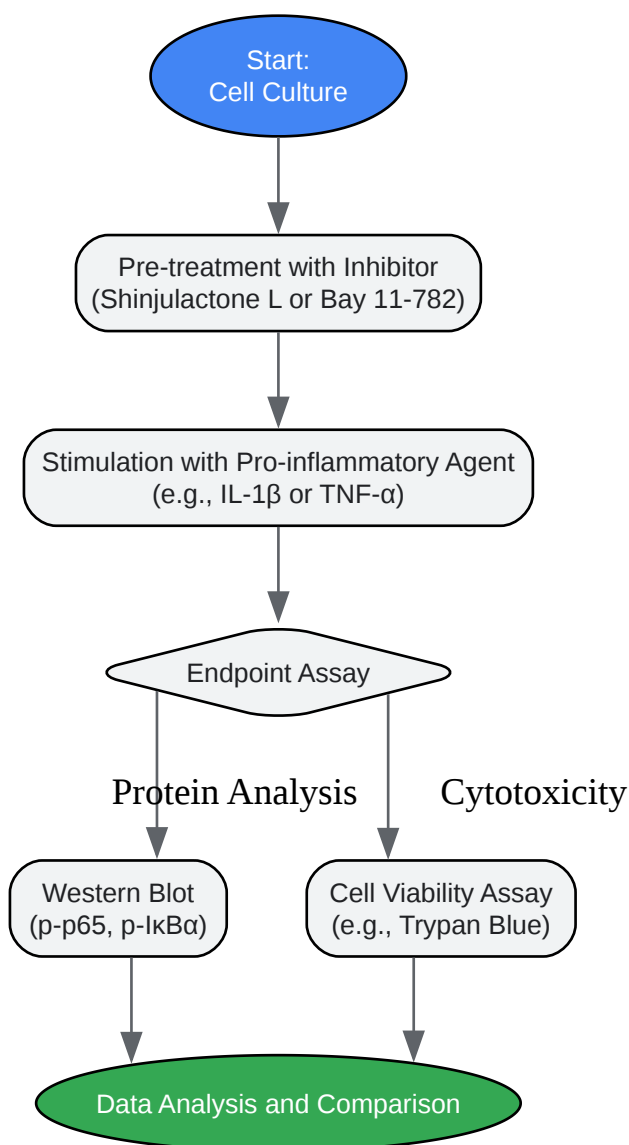 Start:
Cell Culture
Pre-treatment with Inhibitor
(Shinjulactone L or Bay 11-782)
Stimulation with Pro-inflammatory Agent
(e.g., IL-1β or TNF-α)
Endpoint Assay
Protein Analysis
Cytotoxicity
Western Blot
(p-p65, p-IκBα)
Cell Viability Assay
(e.g., Trypan Blue)
Data Analysis and Comparison